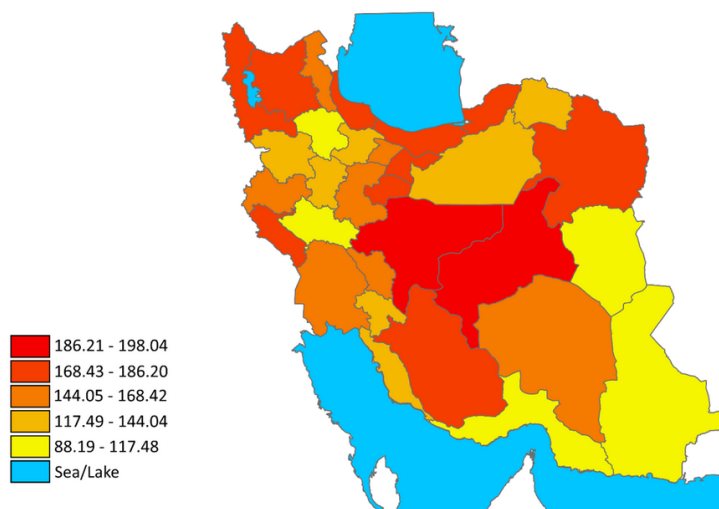 186.21 - 198.04
168.43 - 186.20
144.05 - 168.42
117.49 - 144.04
88.19 - 117.48
Sea/Lake